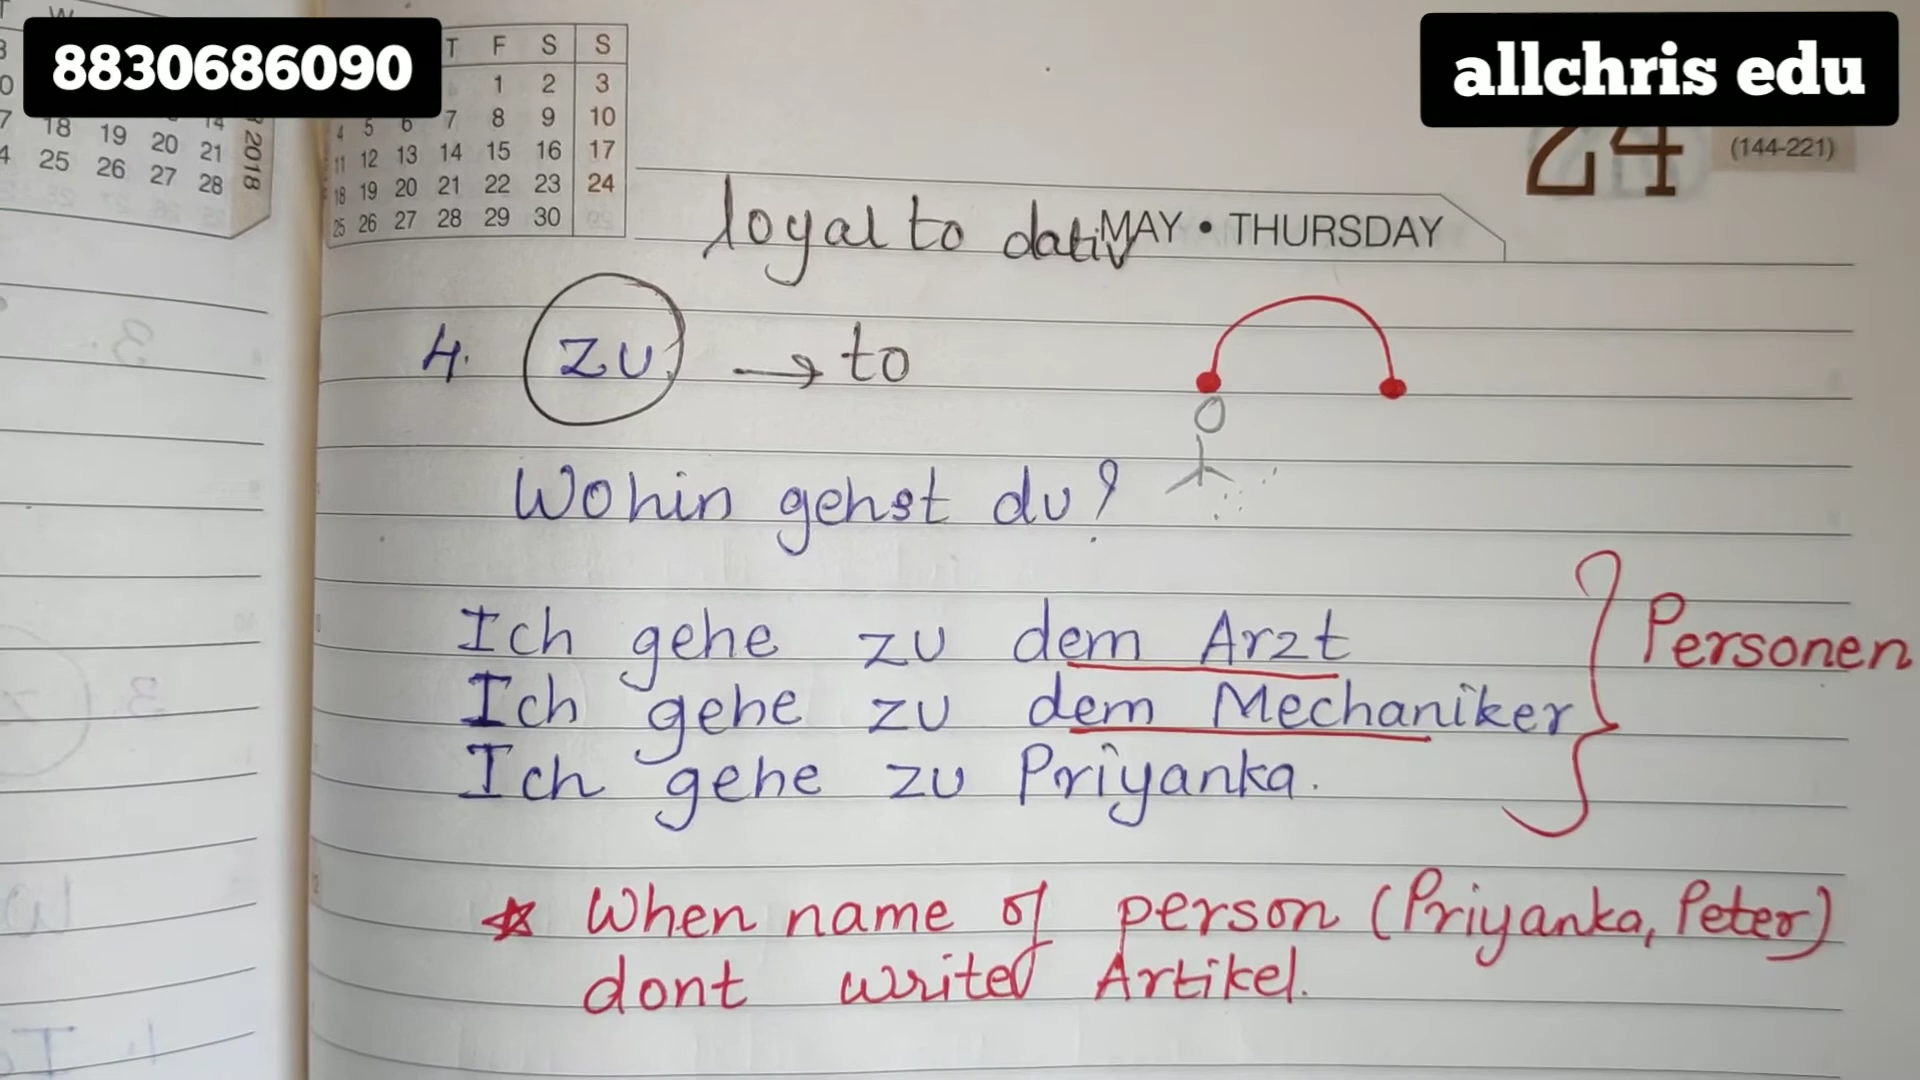 8830686090
allchris edu
W
T F S S
1 2 3
4 5 6 7 8 9 10
11 12 13 14 15 16 17
18 19 20 21 22 23 24
25 26 27 28 29 30
14
18 19 20 21
25 26 27 28
2018
24
(144-221)
MAY • THURSDAY
loyal to dativ
4. zu → to
Wohin gehst du?
Ich gehe zu dem Arzt
Ich gehe zu dem Mechaniker
Ich gehe zu Priyanka.
Personen
When name of person (Priyanka, Peter)
dont write Artikel.